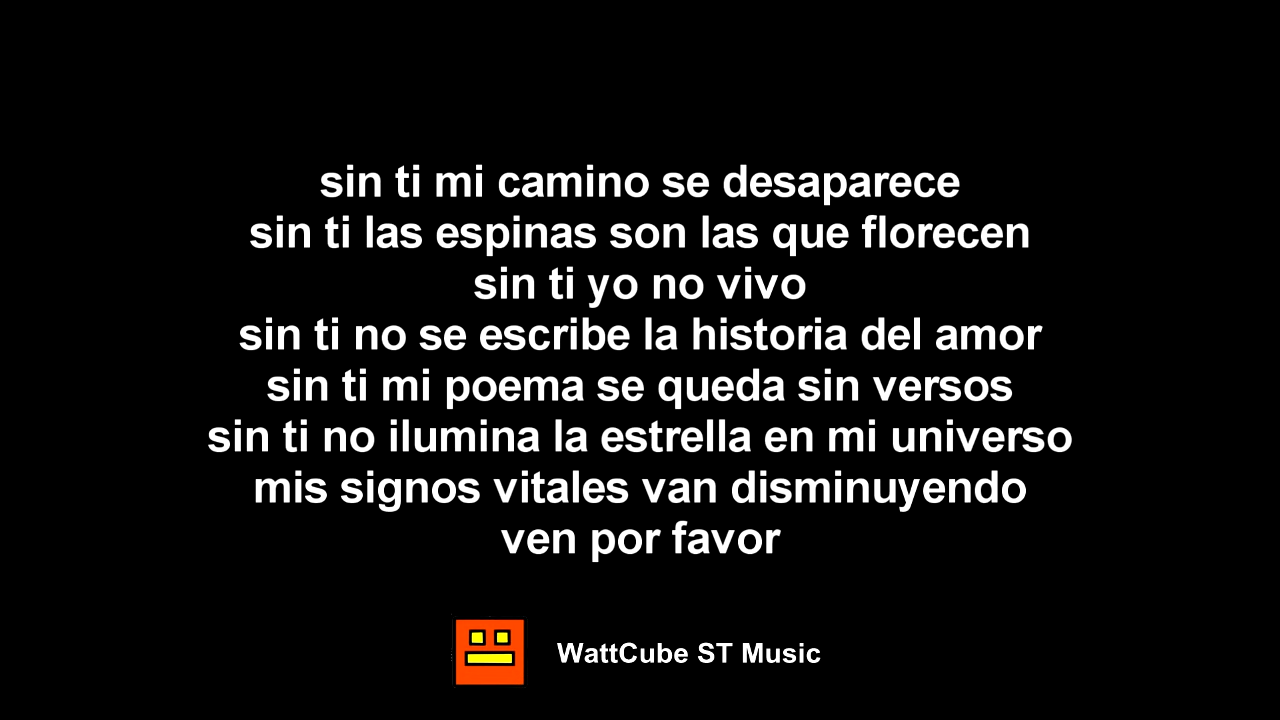 sin ti mi camino se desaparece
sin ti las espinas son las que florecen
sin ti yo no vivo
sin ti no se escribe la historia del amor
sin ti mi poema se queda sin versos
sin ti no ilumina la estrella en mi universo
mis signos vitales van disminuyendo
ven por favor
WattCube ST Music